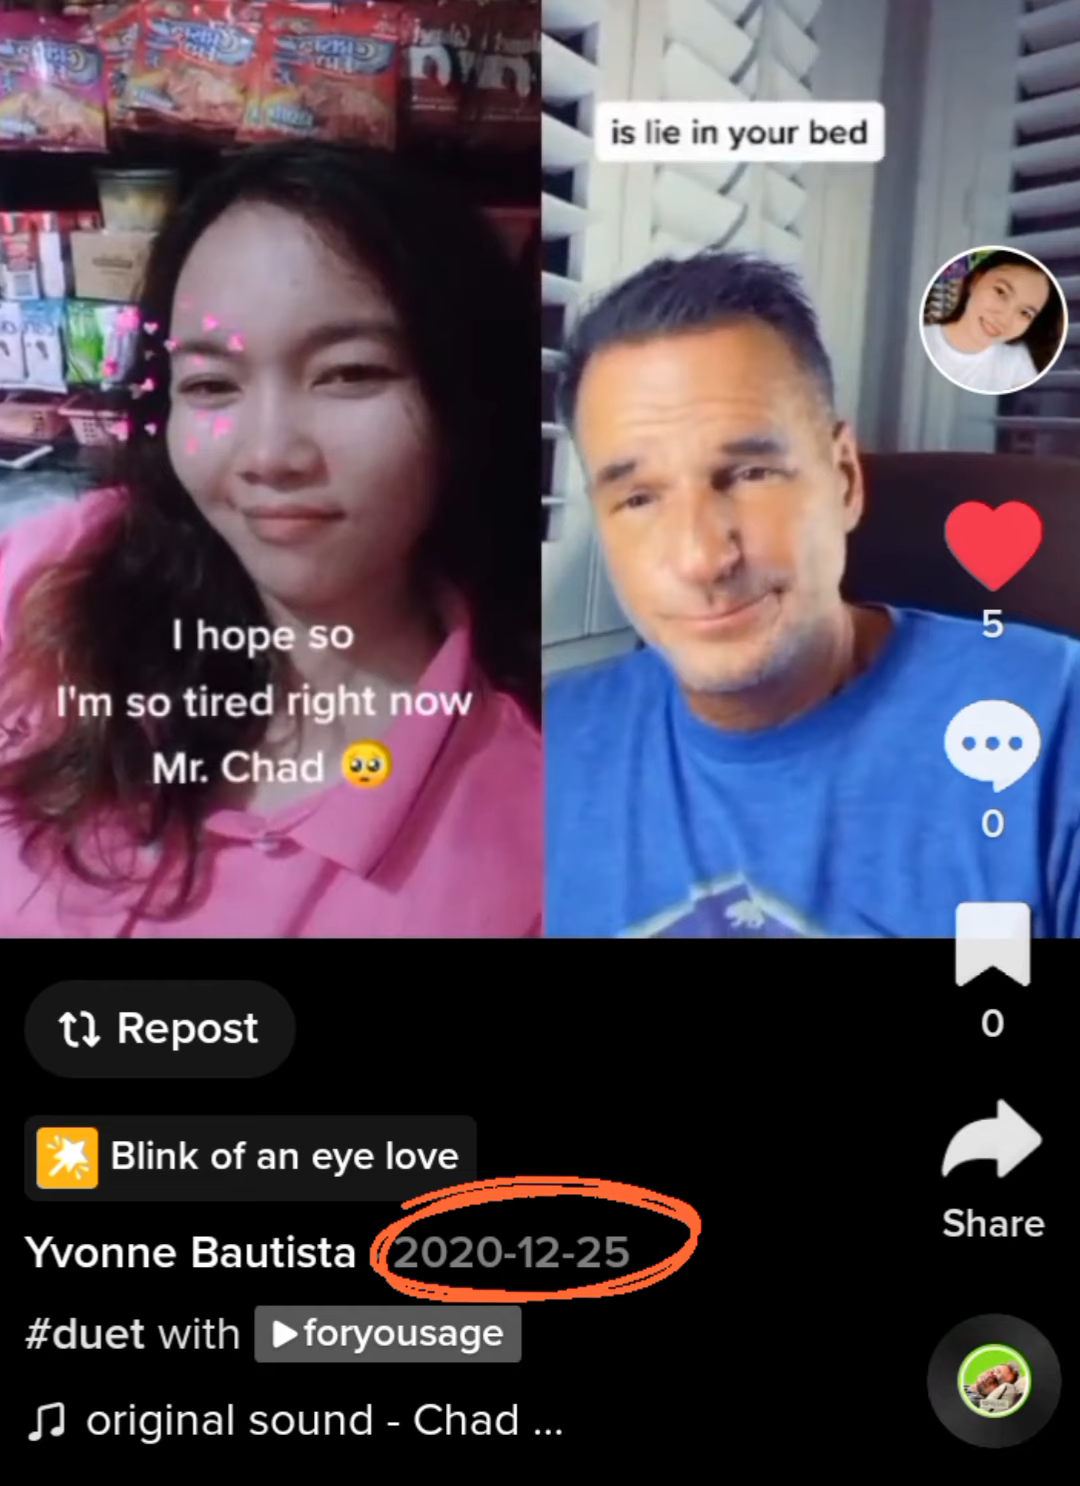 is lie in your bed
I hope so
I'm so tired right now
Mr. Chad 🥺
5
0
0
Repost
Blink of an eye love
Share
Yvonne Bautista 2020-12-25
#duet with ▶foryousage
original sound - Chad ...